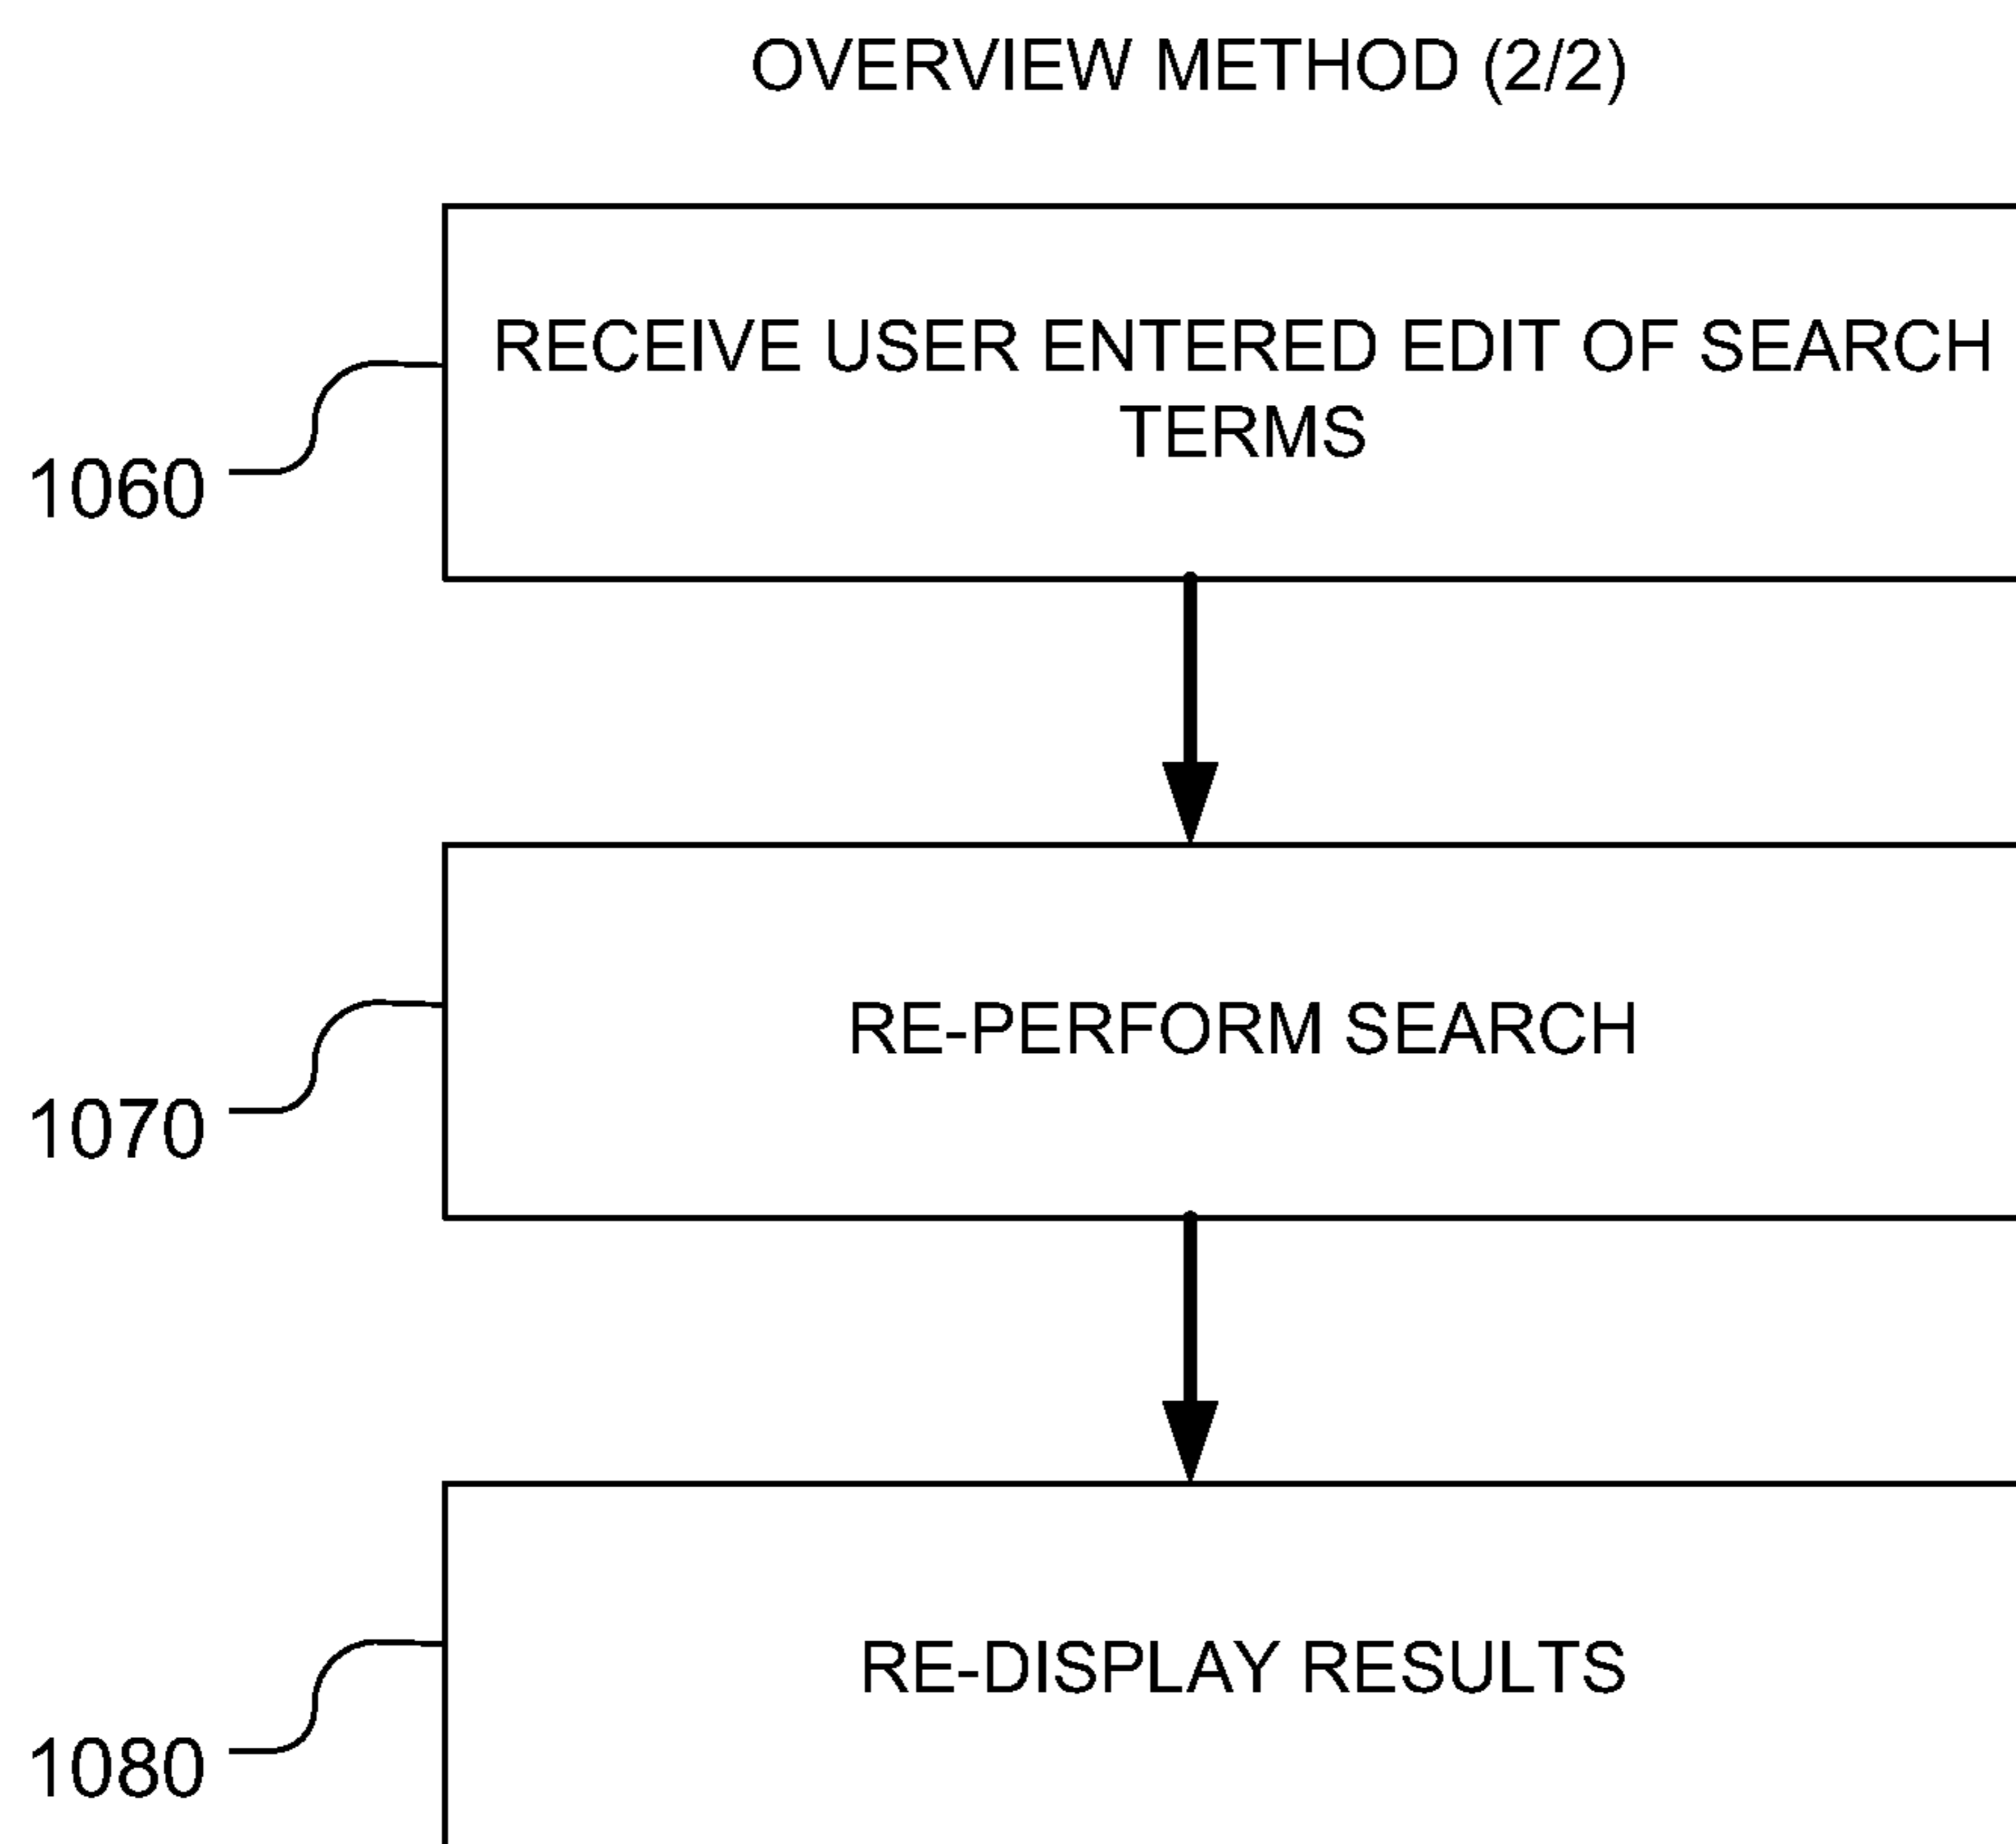 OVERVIEW METHOD (2/2)
RECEIVE USER ENTERED EDIT OF SEARCH
TERMS
1060
RE-PERFORM SEARCH
1070
RE-DISPLAY RESULTS
1080